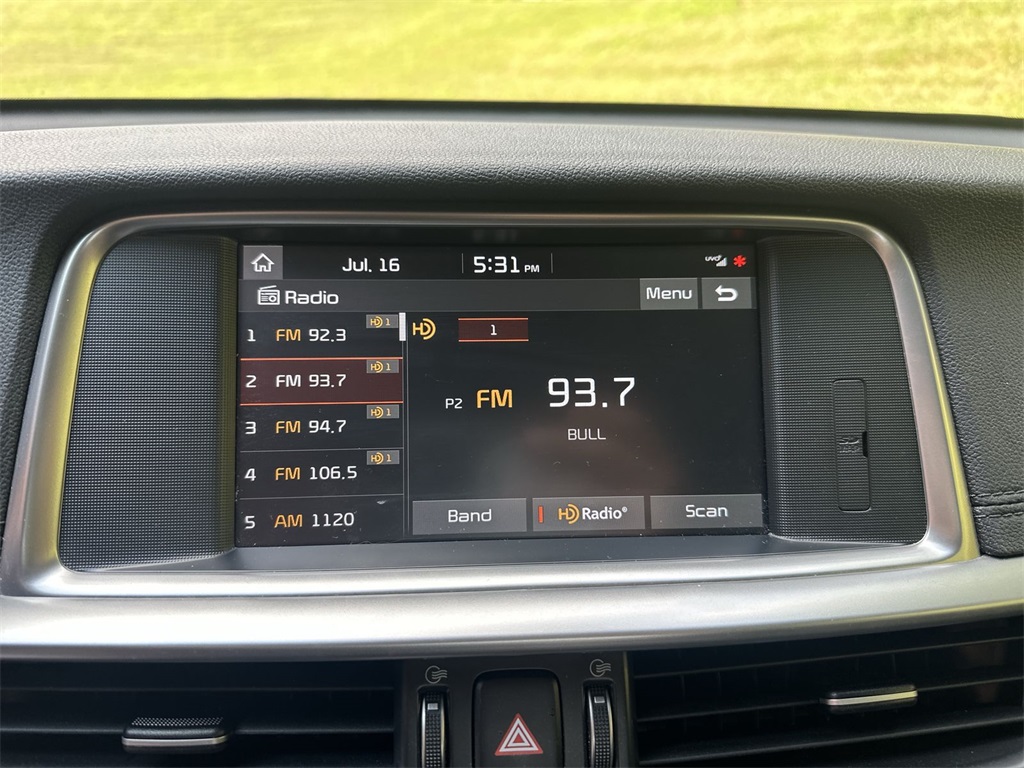 Jul. 16 5:31 PM UVO
Radio Menu
1 FM 92.3 HD 1
2 FM 93.7 HD 1
3 FM 94.7 HD 1
4 FM 106.5 HD 1
5 AM 1120
HD 1
P2 FM 93.7
BULL
Band HD Radio® Scan